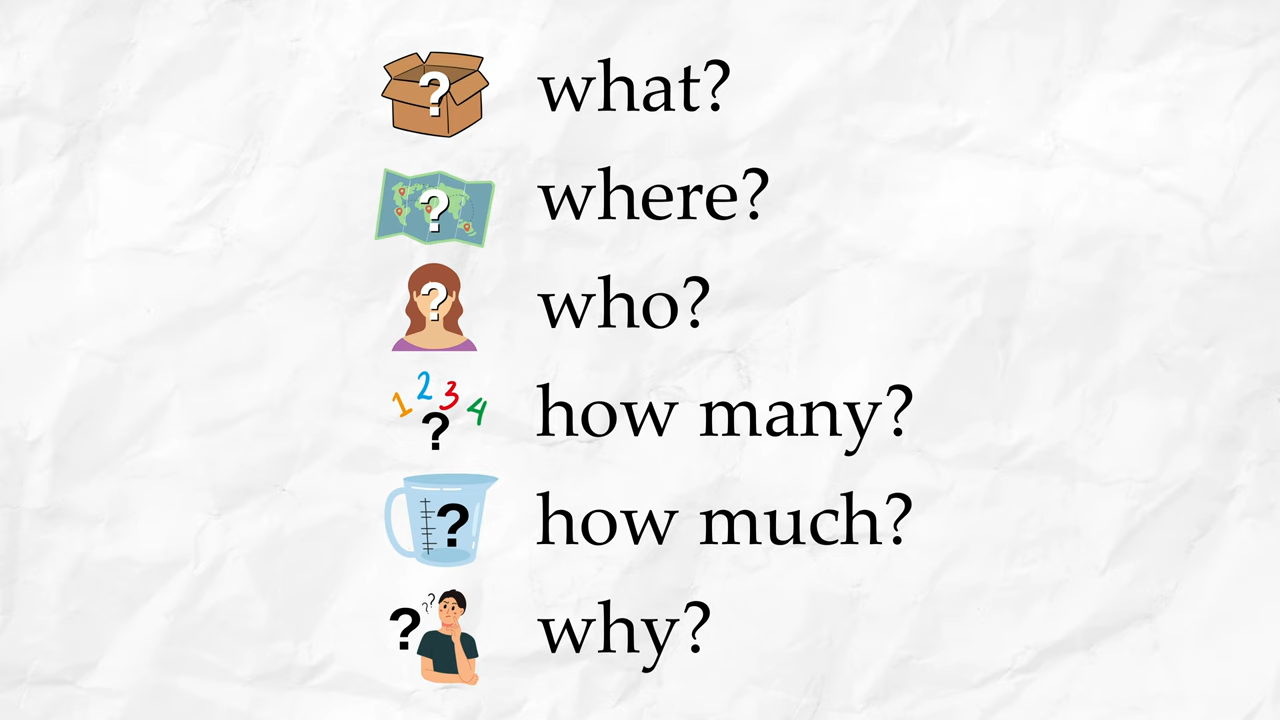 ? what?
? where?
? who?
1 2 3 4
? how many?
? how much?
? ? ? why?